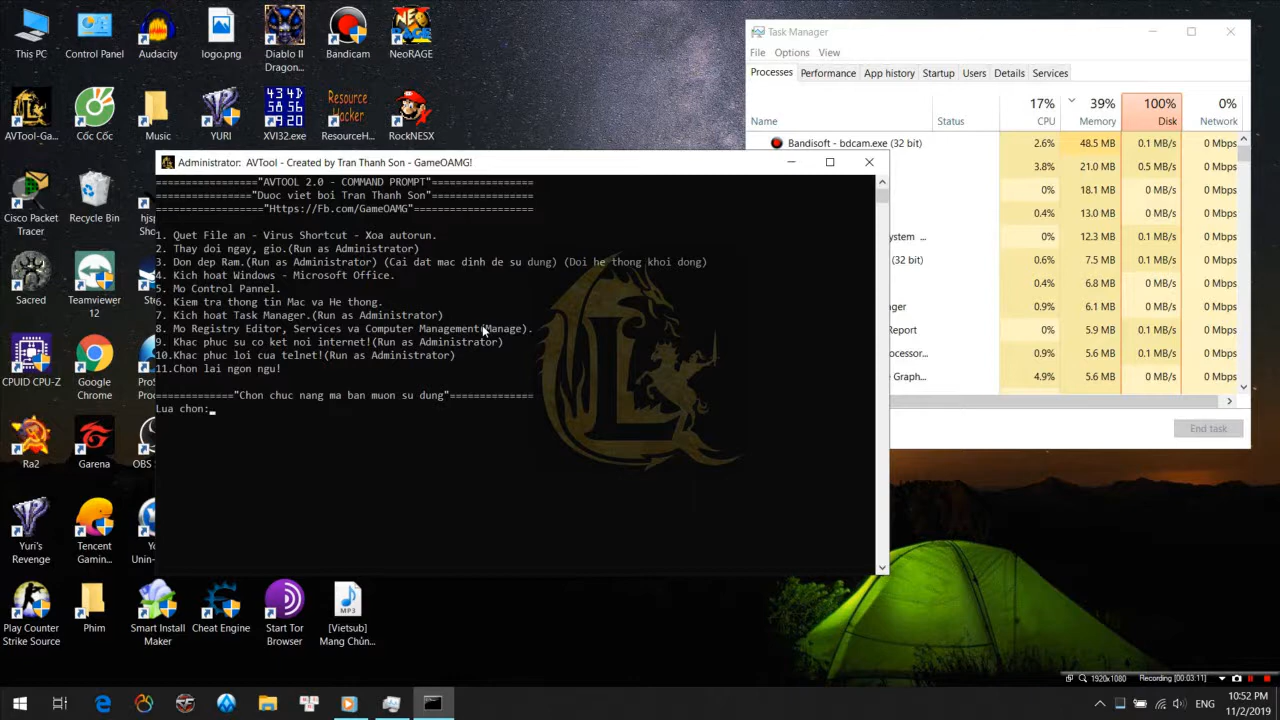 This PC
Control Panel
Audacity
logo.png
Diablo II
Dragon...
Bandicam
NeoRAGE
AVTool-Ga...
Cốc Cốc
Music
YURI
XVI32.exe
ResourceH...
RockNESX
Cisco Packet
Tracer
Recycle Bin
Sacred
Teamviewer
12
CPUID CPU-Z
Google
Chrome
Ra2
Garena
OBS
Yuri's
Revenge
Tencent
Gaming...
Play Counter
Strike Source
Phim
Smart Install
Maker
Cheat Engine
Start Tor
Browser
MP3
[Vietsub]
Mang Chủn...
Administrator: AVTool - Created by Tran Thanh Son - GameOAMG!
================"AVTOOL 2.0 - COMMAND PROMPT"================
================"Duoc viet boi Tran Thanh Son"================
================="Https://Fb.com/GameOAMG"===================
1. Quet File an - Virus Shortcut - Xoa autorun.
2. Thay doi ngay, gio.(Run as Administrator)
3. Don dep Ram.(Run as Administrator) (Cai dat mac dinh de su dung) (Doi he thong khoi dong)
4. Kich hoat Windows - Microsoft Office.
5. Mo Control Pannel.
6. Kiem tra thong tin Mac va He thong.
7. Kich hoat Task Manager.(Run as Administrator)
8. Mo Registry Editor, Services va Computer Management(Manage).
9. Khac phuc su co ket noi internet!(Run as Administrator)
10.Khac phuc loi cua telnet!(Run as Administrator)
11.Chon lai ngon ngu!
============="Chon chuc nang ma ban muon su dung"==============
Lua chon:
Task Manager
File Options View
Processes Performance App history Startup Users Details Services
17% 39% 100% 0%
Name Status CPU Memory Disk Network
Bandisoft - bdcam.exe (32 bit) 2.6% 48.5 MB 0.1 MB/s 0 Mbps
3.8% 21.0 MB 0.5 MB/s 0 Mbps
0% 18.1 MB 0 MB/s 0 Mbps
0.4% 13.0 MB 0 MB/s 0 Mbps
ystem ... 0% 12.3 MB 0 MB/s 0 Mbps
(32 bit) 0.6% 7.5 MB 0 MB/s 0 Mbps
0.4% 6.8 MB 0 MB/s 0 Mbps
ager 0.9% 6.1 MB 0.1 MB/s 0 Mbps
Report 0% 5.9 MB 0 MB/s 0 Mbps
rocessor... 0.9% 5.6 MB 0.1 MB/s 0 Mbps
Graph... 4.9% 5.1 MB 0 MB/s 0 Mbps
End task
1920x1080 Recording [00:03:11]
ENG
10:52 PM
11/2/2019